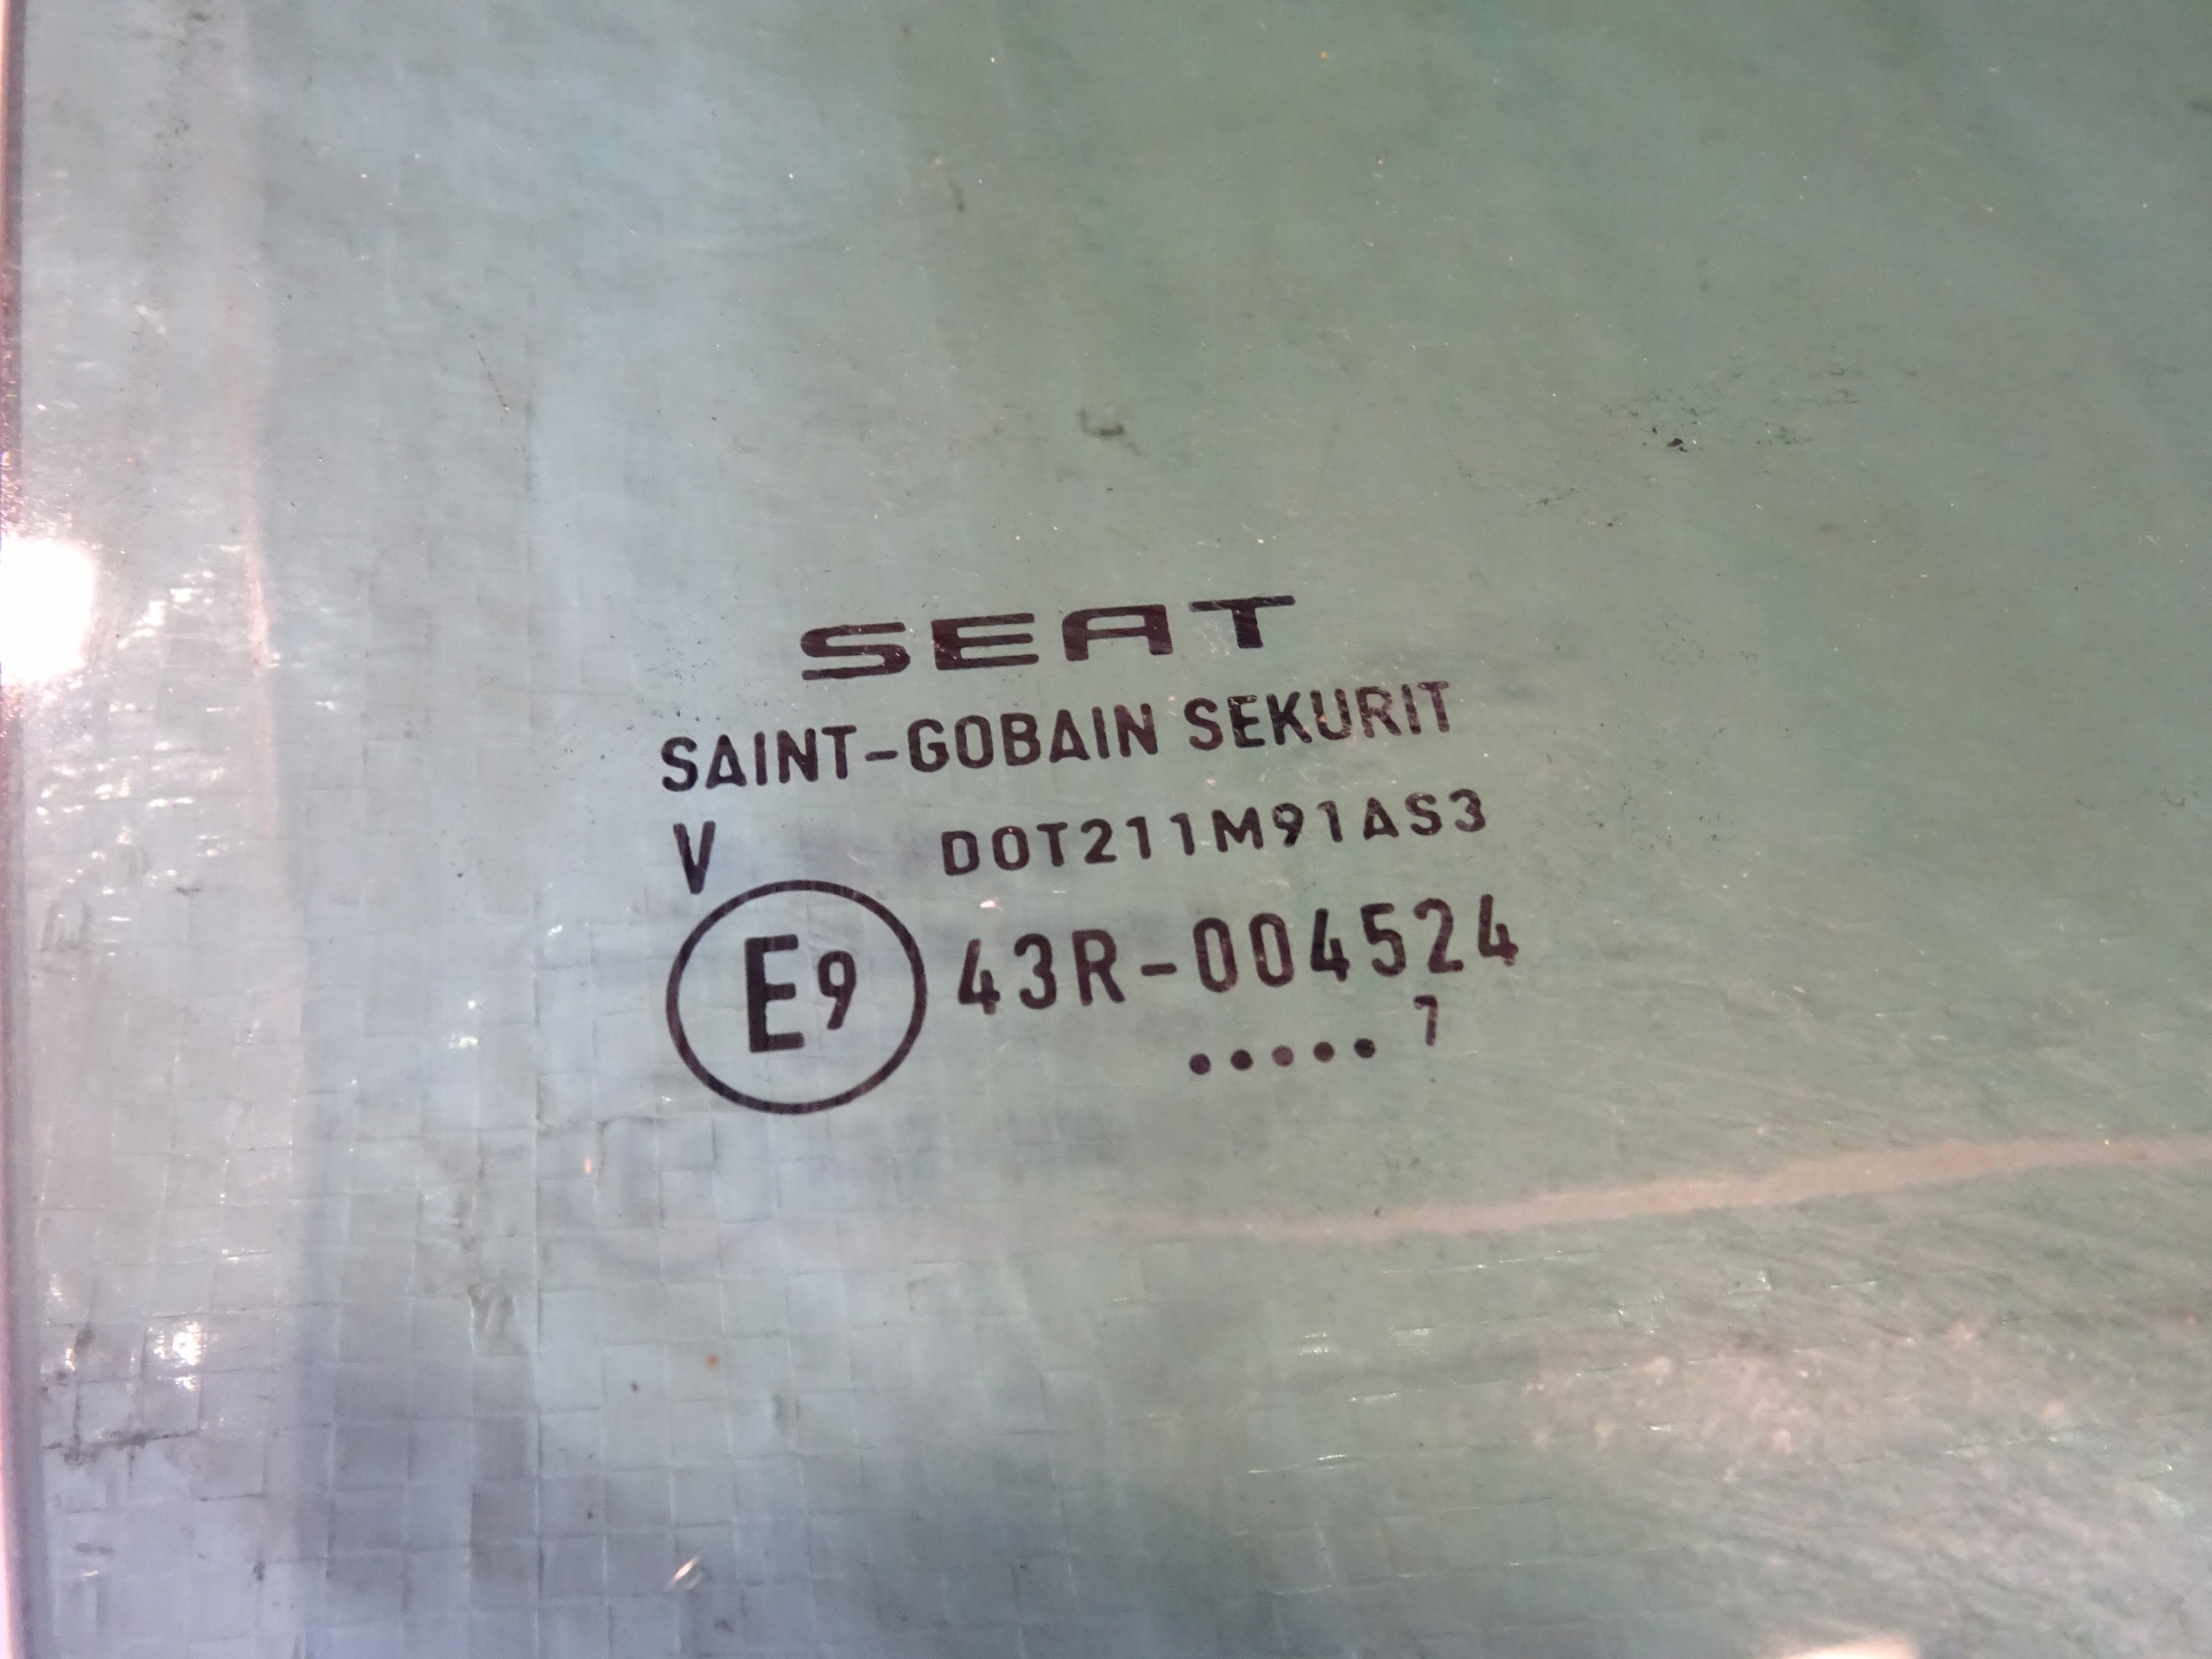 SEAT
SAINT-GOBAIN SEKURIT
V DOT211M91AS3
E9 43R-004524
..... 7